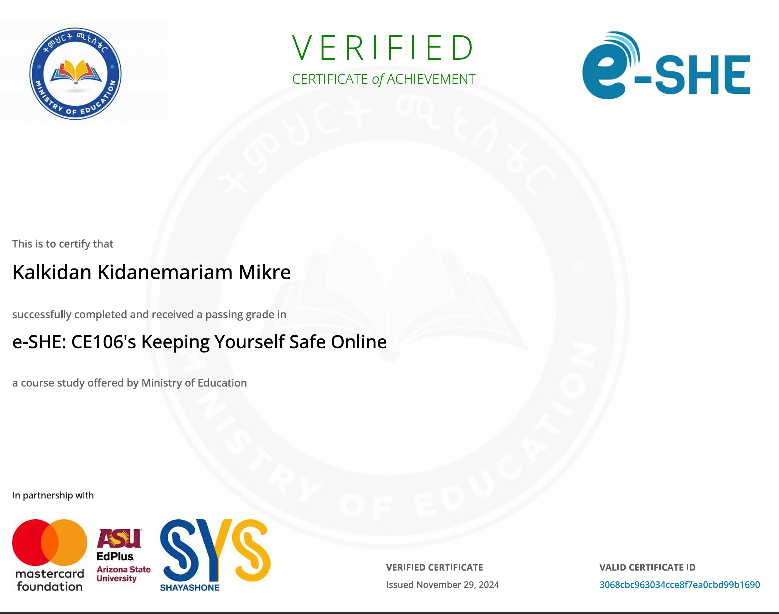 ትምህርት ሚኒስቴር
MINISTRY OF EDUCATION
VERIFIED
CERTIFICATE of ACHIEVEMENT
e-SHE
ትምህርት ሚኒስቴር
This is to certify that
Kalkidan Kidanemariam Mikre
successfully completed and received a passing grade in
e-SHE: CE106's Keeping Yourself Safe Online
a course study offered by Ministry of Education
MINISTRY OF EDUCATION
In partnership with
mastercard
foundation
ASU
EdPlus
Arizona State
University
SYS
SHAYASHONE
VERIFIED CERTIFICATE
Issued November 29, 2024
VALID CERTIFICATE ID
3068cbc963034cce8f7ea0cbd99b1690